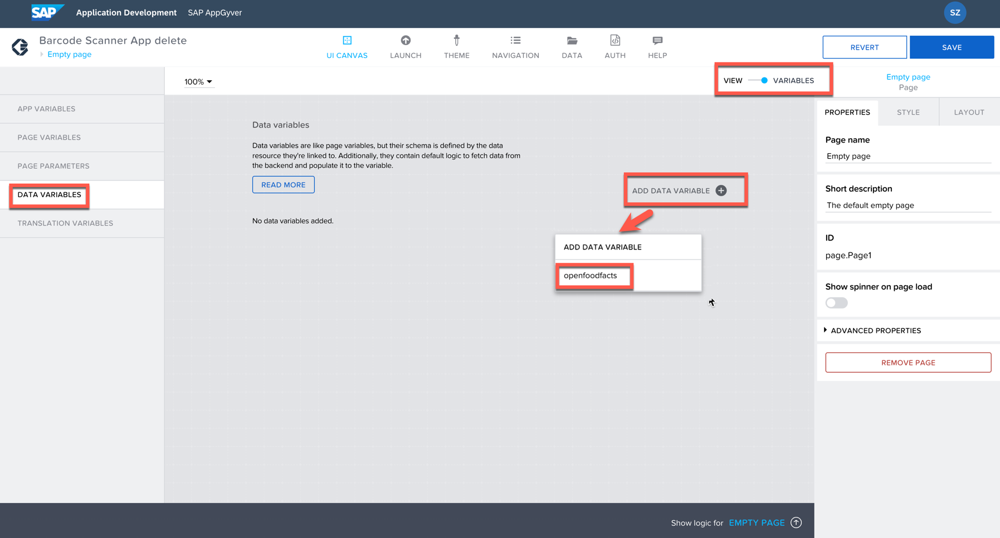 SAP
Application Development
SAP AppGyver
SZ
Barcode Scanner App delete
Empty page
UI CANVAS
LAUNCH
THEME
NAVIGATION
DATA
AUTH
HELP
REVERT
SAVE
100%
VIEW
VARIABLES
Empty page
Page
APP VARIABLES
PAGE VARIABLES
PAGE PARAMETERS
DATA VARIABLES
TRANSLATION VARIABLES
Data variables
Data variables are like page variables, but their schema is defined by the data
resource they're linked to. Additionally, they contain default logic to fetch data from
the backend and populate it to the variable.
READ MORE
ADD DATA VARIABLE
No data variables added.
ADD DATA VARIABLE
openfoodfacts
PROPERTIES
STYLE
LAYOUT
Page name
Empty page
Short description
The default empty page
ID
page.Page1
Show spinner on page load
ADVANCED PROPERTIES
REMOVE PAGE
Show logic for EMPTY PAGE